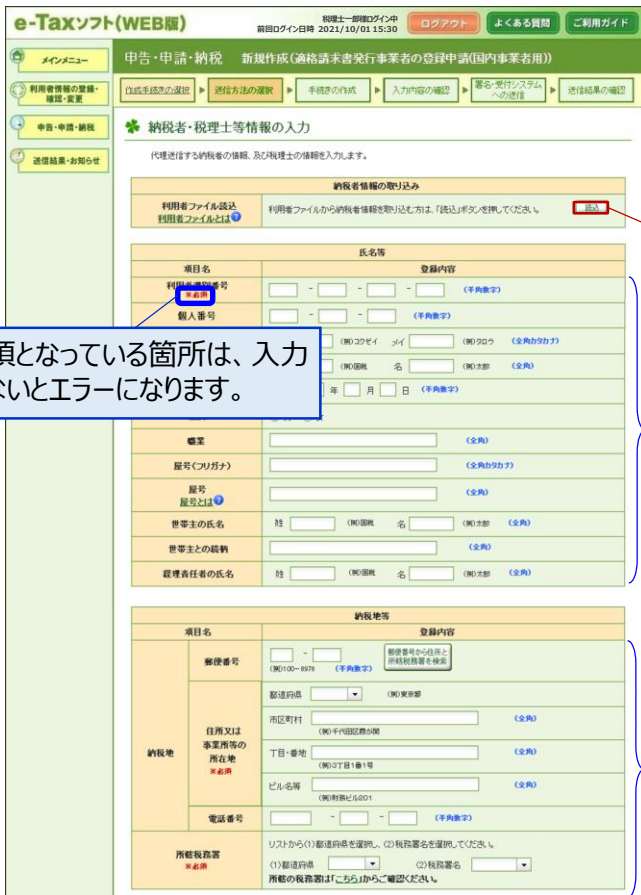 e-Taxソフト(WEB版)
税理士一郎様ログイン中
前回ログイン日時 2021/10/01 15:30
ログアウト
よくある質問
ご利用ガイド
メインメニュー
利用者情報の登録・
確認・変更
申告・申請・納税
送信結果・お知らせ
申告・申請・納税 新規作成(適格請求書発行事業者の登録申請(国内事業者用))
作成手続きの選択
送信方法の選択
手続きの作成
入力内容の確認
署名・受付システム
への送信
送信結果の確認
納税者・税理士等情報の入力
代理送信する納税者の情報、及び税理士の情報を入力します。
納税者情報の取り込み
利用者ファイル読込
利用者ファイルとは?
利用者ファイルから納税者情報を取り込む方は、「読込」ボタンを押してください。
読込
氏名等
項目名 登録内容
利用者識別番号
※必須
- - - (半角数字)
個人番号 - - (半角数字)
(例)コクゼイ メイ (例)タロウ (全角カタカナ)
(例)国税 名 (例)太郎 (全角)
年 月 日 (半角数字)
項となっている箇所は、入力
ないとエラーになります。
職業 (全角)
屋号(フリガナ) (全角カタカナ)
屋号
屋号とは?
(全角)
世帯主の氏名 姓 (例)国税 名 (例)太郎 (全角)
世帯主との続柄 (全角)
経理責任者の氏名 姓 (例)国税 名 (例)太郎 (全角)
納税地等
項目名 登録内容
納税地
郵便番号
-
(例)100-8978 (半角数字)
郵便番号から住所と
所轄税務署を検索
住所又は
事業所等の
所在地
※必須
都道府県 (例)東京都
市区町村 (全角)
(例)千代田区霞が関
丁目・番地 (全角)
(例)3丁目1番1号
ビル名等 (全角)
(例)財務ビル201
電話番号 - - (半角数字)
所轄税務署
※必須
リストから(1)都道府県を選択し、(2)税務署名を選択してください。
(1)都道府県 (2)税務署名
所轄の税務署は「こちら」からご確認ください。